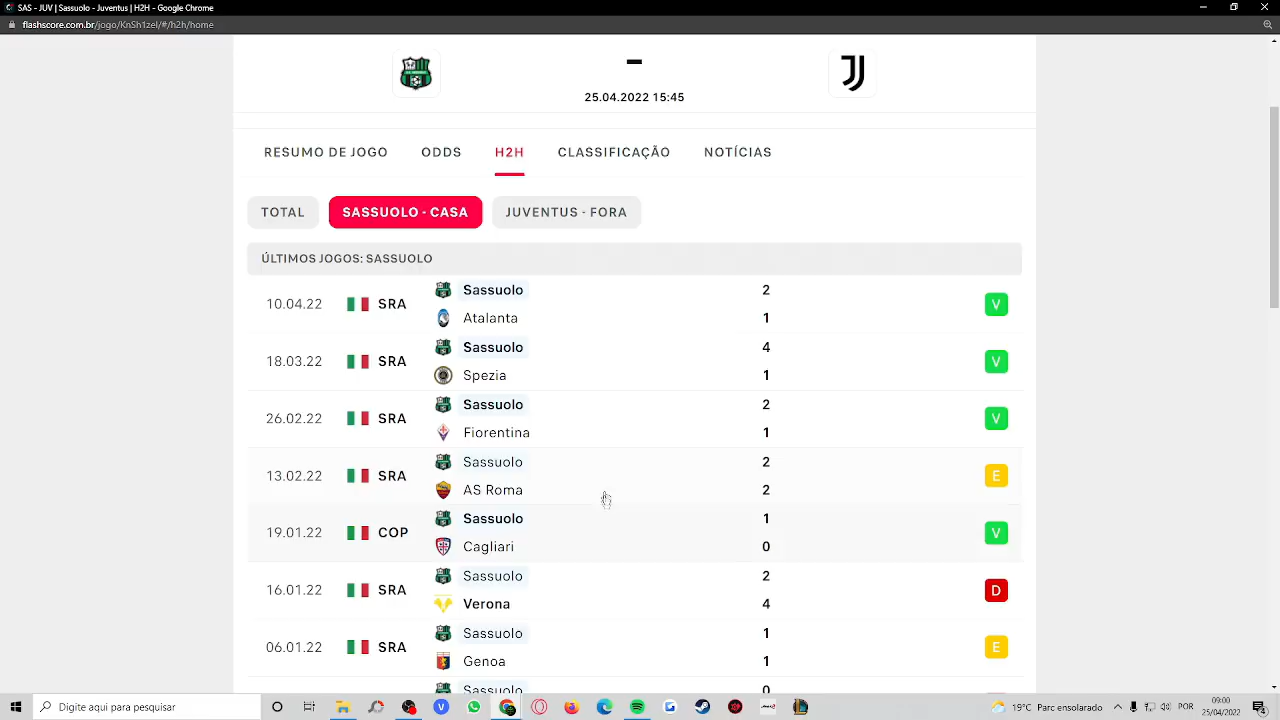 SAS - JUV | Sassuolo - Juventus | H2H - Google Chrome
flashscore.com.br/jogo/KnSh1zel/#/h2h/home
25.04.2022 15:45
RESUMO DE JOGO ODDS H2H CLASSIFICAÇÃO NOTÍCIAS
TOTAL SASSUOLO - CASA JUVENTUS - FORA
ÚLTIMOS JOGOS: SASSUOLO
10.04.22 SRA Sassuolo 2 V
Atalanta 1
18.03.22 SRA Sassuolo 4 V
Spezia 1
26.02.22 SRA Sassuolo 2 V
Fiorentina 1
13.02.22 SRA Sassuolo 2 E
AS Roma 2
19.01.22 COP Sassuolo 1 V
Cagliari 0
16.01.22 SRA Sassuolo 2 D
Verona 4
06.01.22 SRA Sassuolo 1 E
Genoa 1
Sassuolo 0
Digite aqui para pesquisar 19°C Parc ensolarado POR 09:00
25/04/2022